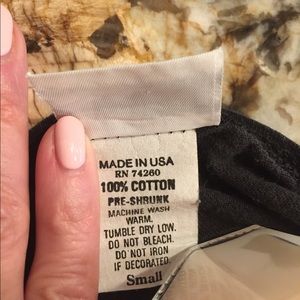 MADE IN USA
RN 74260
100% COTTON
PRE-SHRUNK
MACHINE WASH
WARM.
TUMBLE DRY LOW.
DO NOT BLEACH.
DO NOT IRON
IF DECORATED.
Small